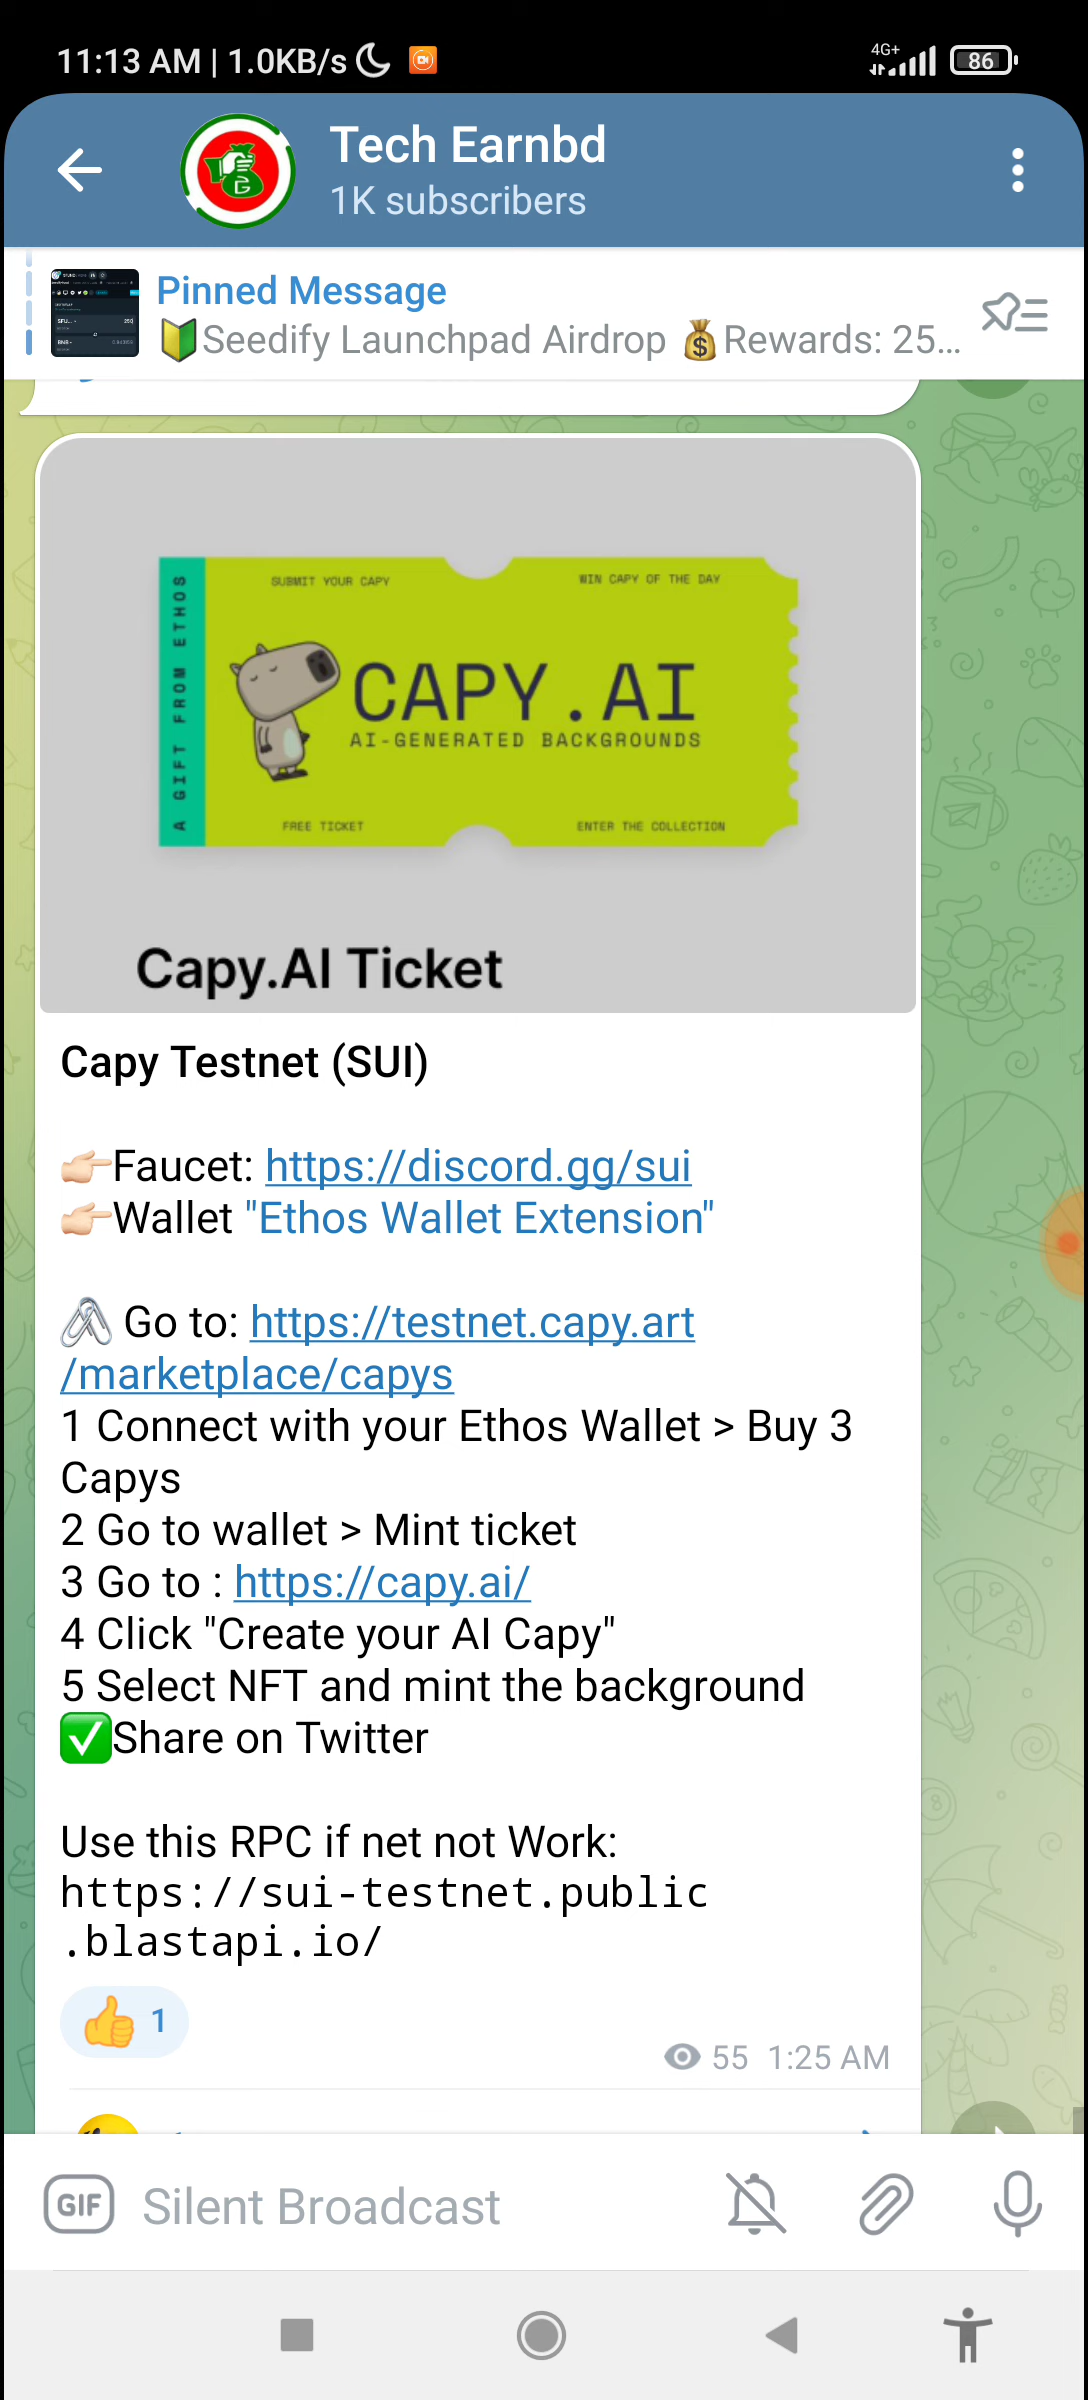 11:13 AM | 1.0KB/s
4G+
86
Tech Earnbd
1K subscribers
Pinned Message
🔰Seedify Launchpad Airdrop 💰Rewards: 25...
SUBMIT YOUR CAPY
WIN CAPY OF THE DAY
A GIFT FROM ETHOS
CAPY.AI
AI-GENERATED BACKGROUNDS
FREE TICKET
ENTER THE COLLECTION
Capy.AI Ticket
Capy Testnet (SUI)
👉🏻Faucet: https://discord.gg/sui
👉🏻Wallet "Ethos Wallet Extension"
🖇 Go to: https://testnet.capy.art
/marketplace/capys
1 Connect with your Ethos Wallet > Buy 3
Capys
2 Go to wallet > Mint ticket
3 Go to : https://capy.ai/
4 Click "Create your AI Capy"
5 Select NFT and mint the background
✅Share on Twitter
Use this RPC if net not Work:
https://sui-testnet.public
.blastapi.io/
👍 1
55 1:25 AM
GIF
Silent Broadcast